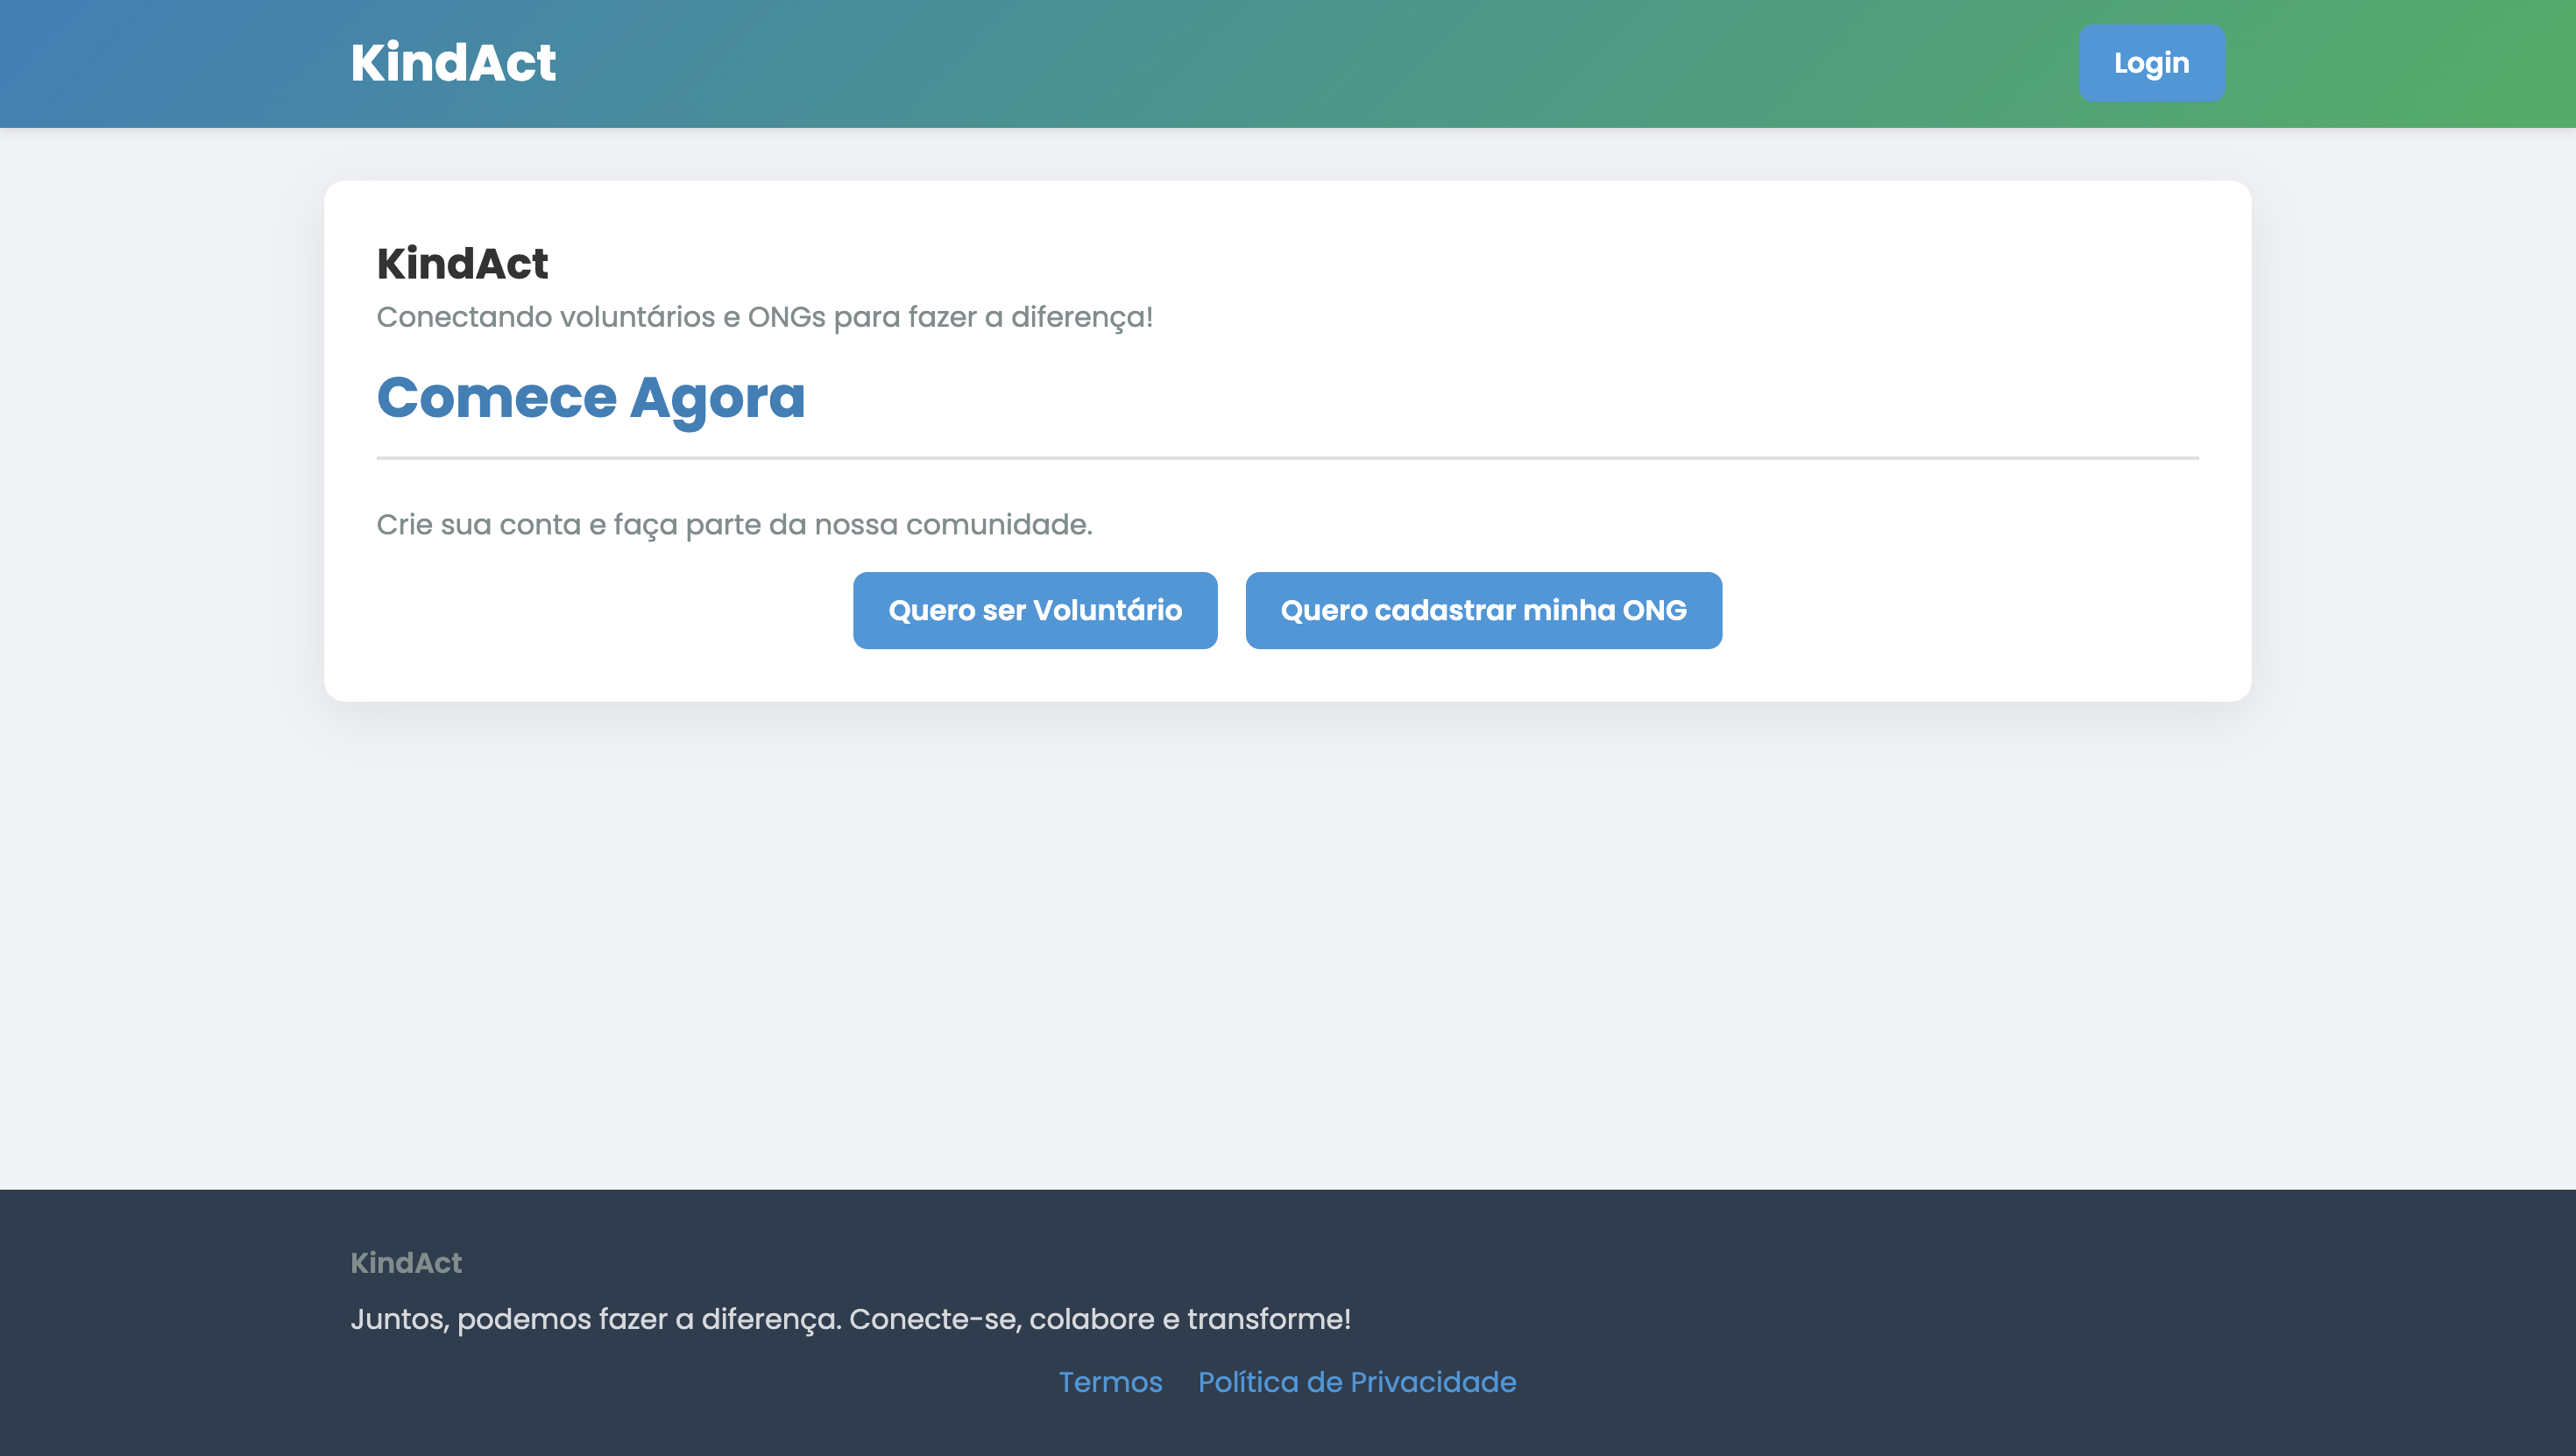 KindAct
Login
KindAct
Conectando voluntários e ONGs para fazer a diferença!
Comece Agora
Crie sua conta e faça parte da nossa comunidade.
Quero ser Voluntário
Quero cadastrar minha ONG
KindAct
Juntos, podemos fazer a diferença. Conecte-se, colabore e transforme!
Termos
Política de Privacidade